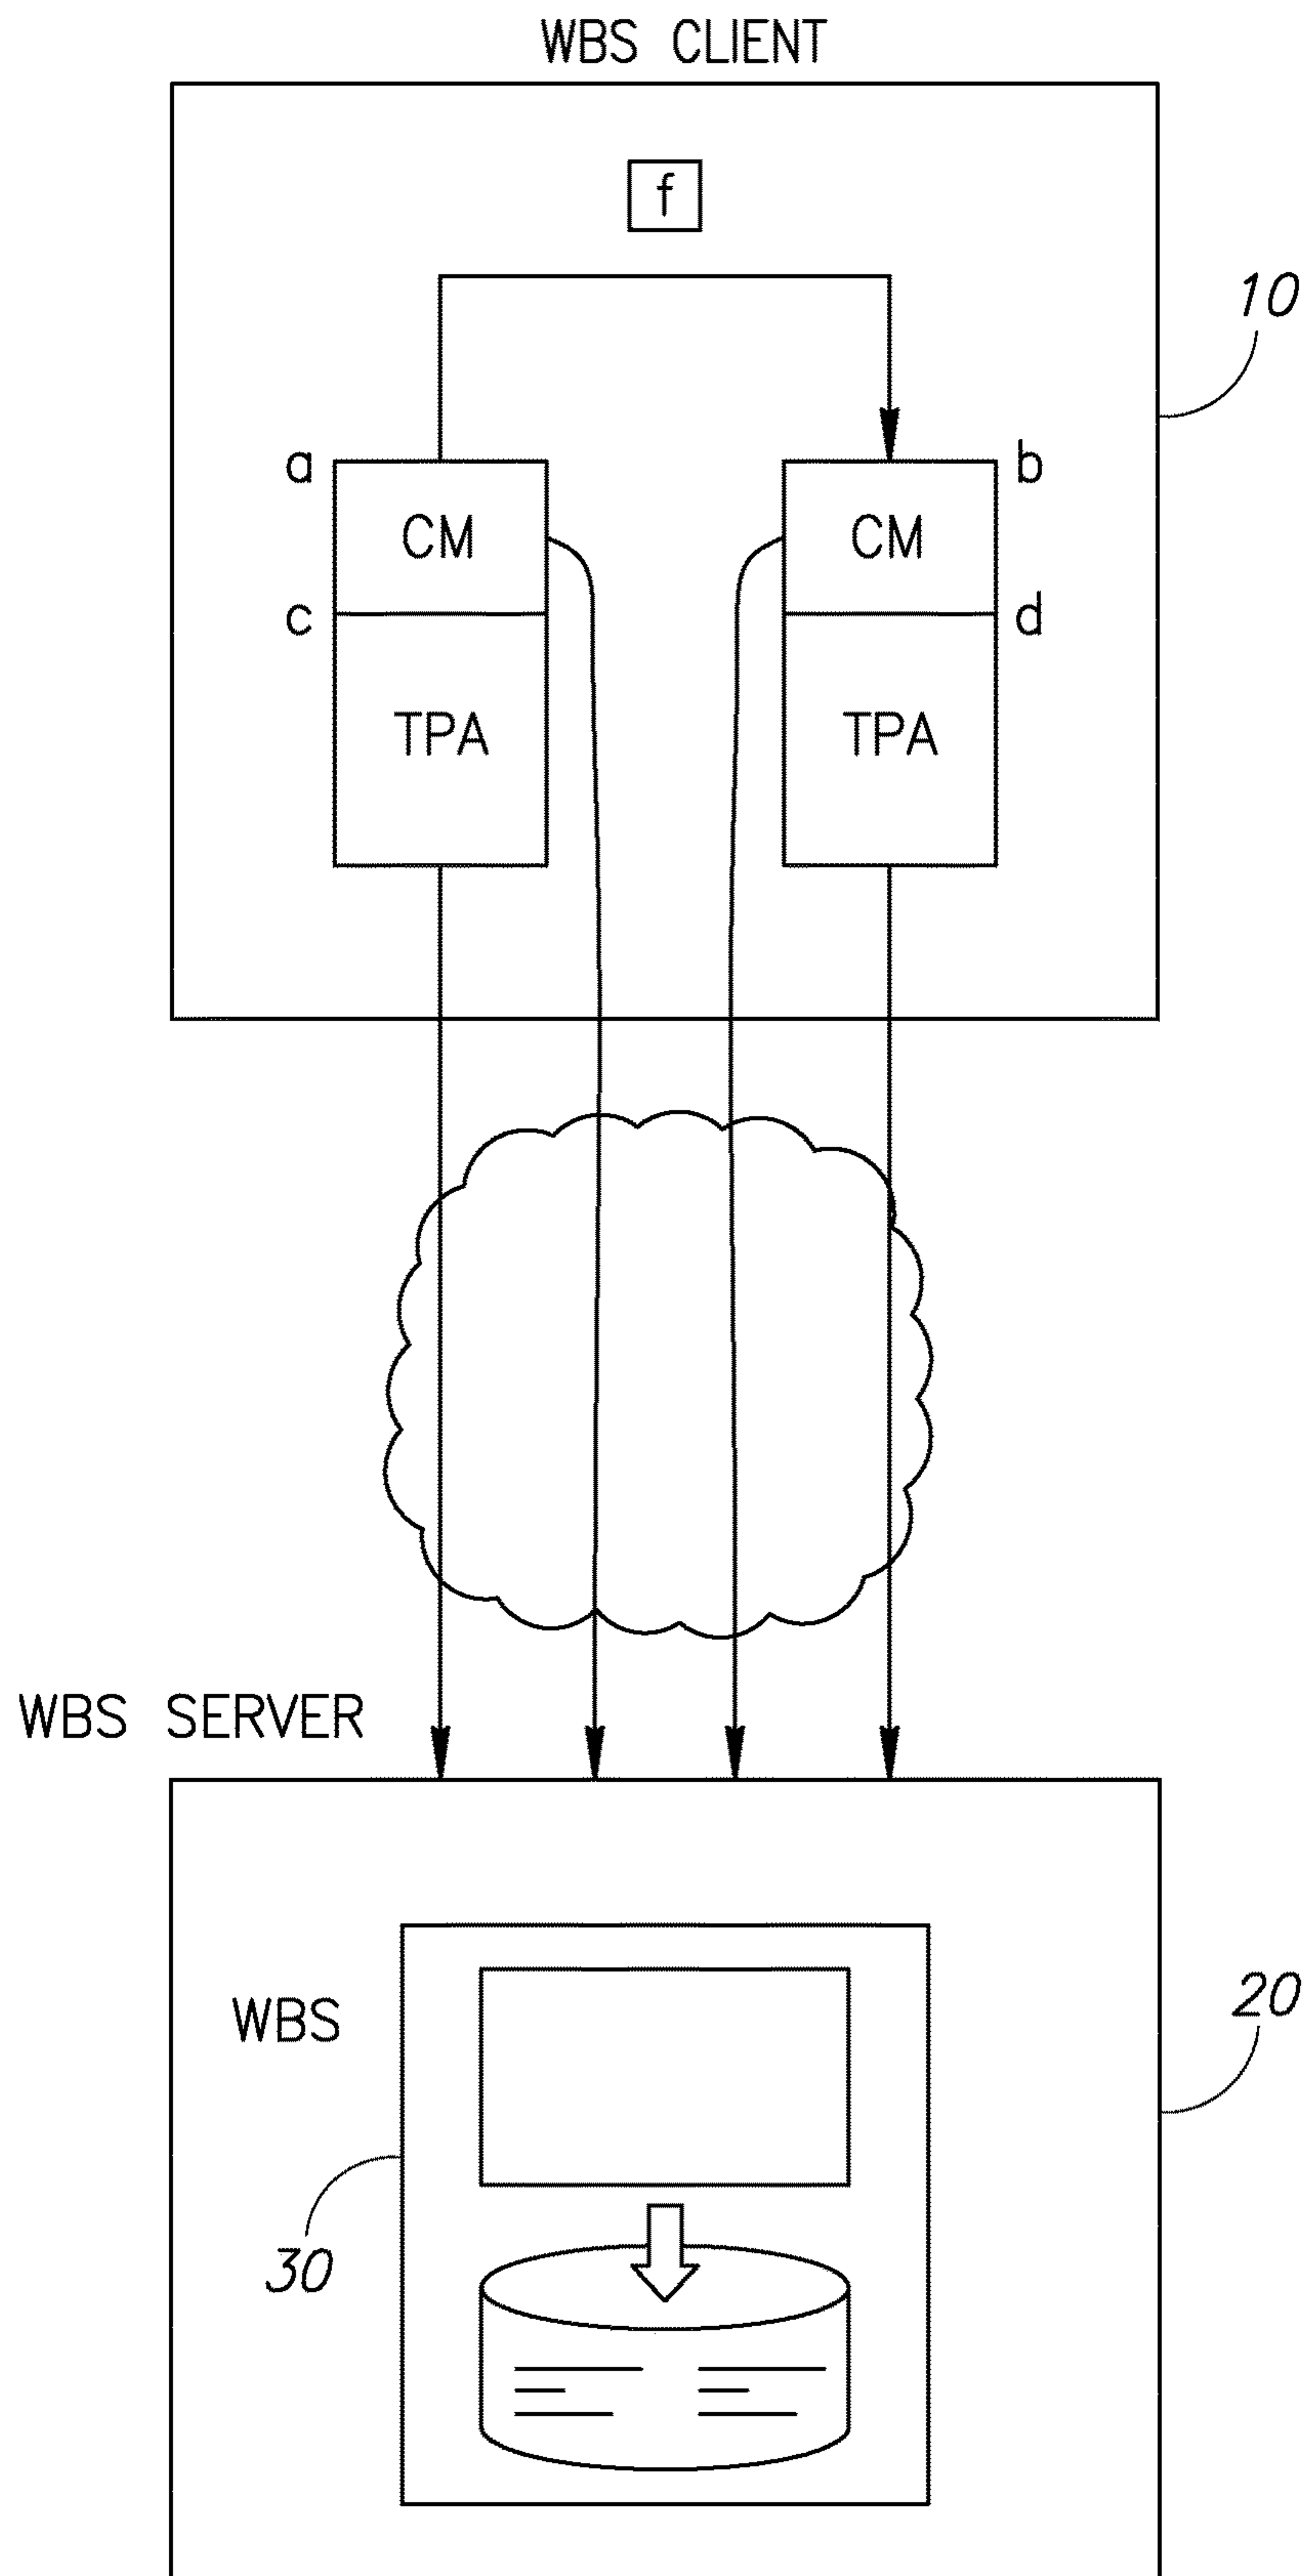 WBS CLIENT
f
10
a
b
CM
CM
c
d
TPA
TPA
WBS SERVER
WBS
20
30